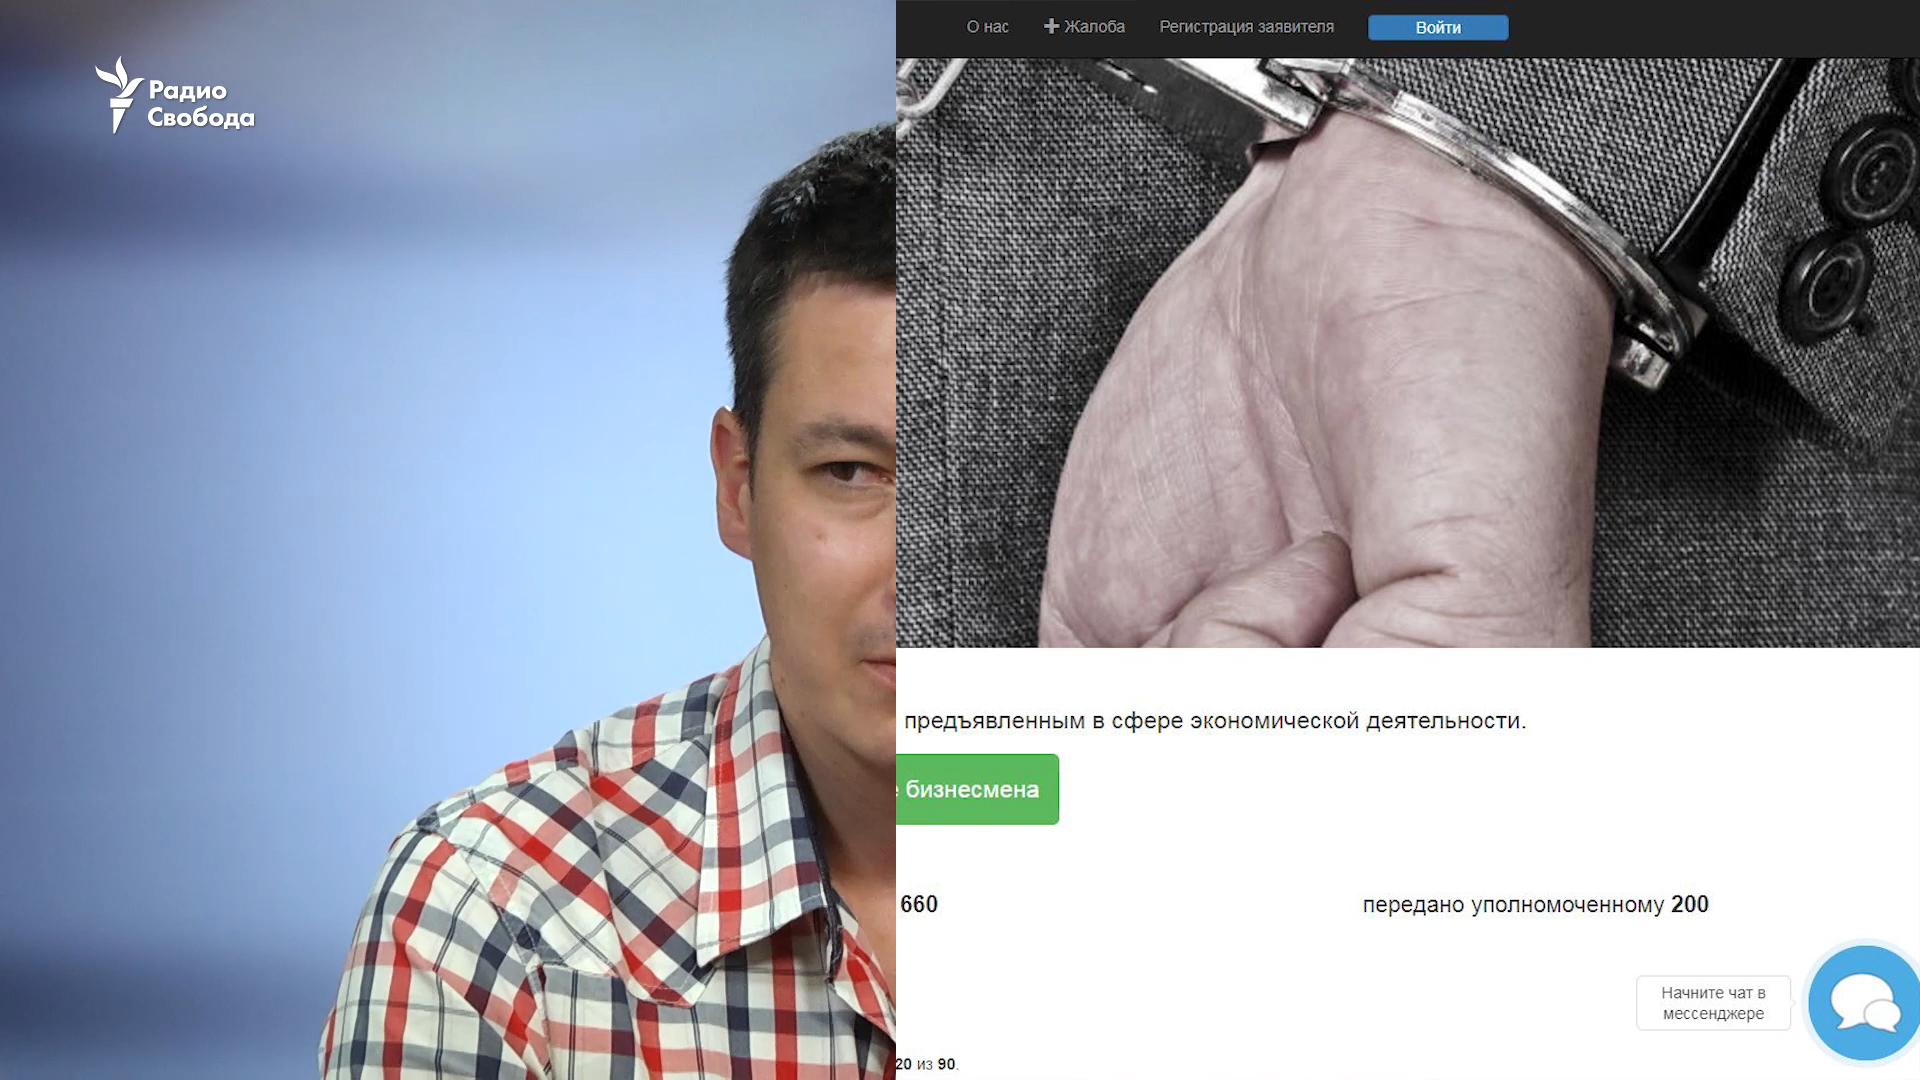 Радио
Свобода
О нас
Жалоба
Регистрация заявителя
Войти
предъявленным в сфере экономической деятельности.
бизнесмена
660
передано уполномоченному 200
Начните чат в
мессенджере
20 из 90.